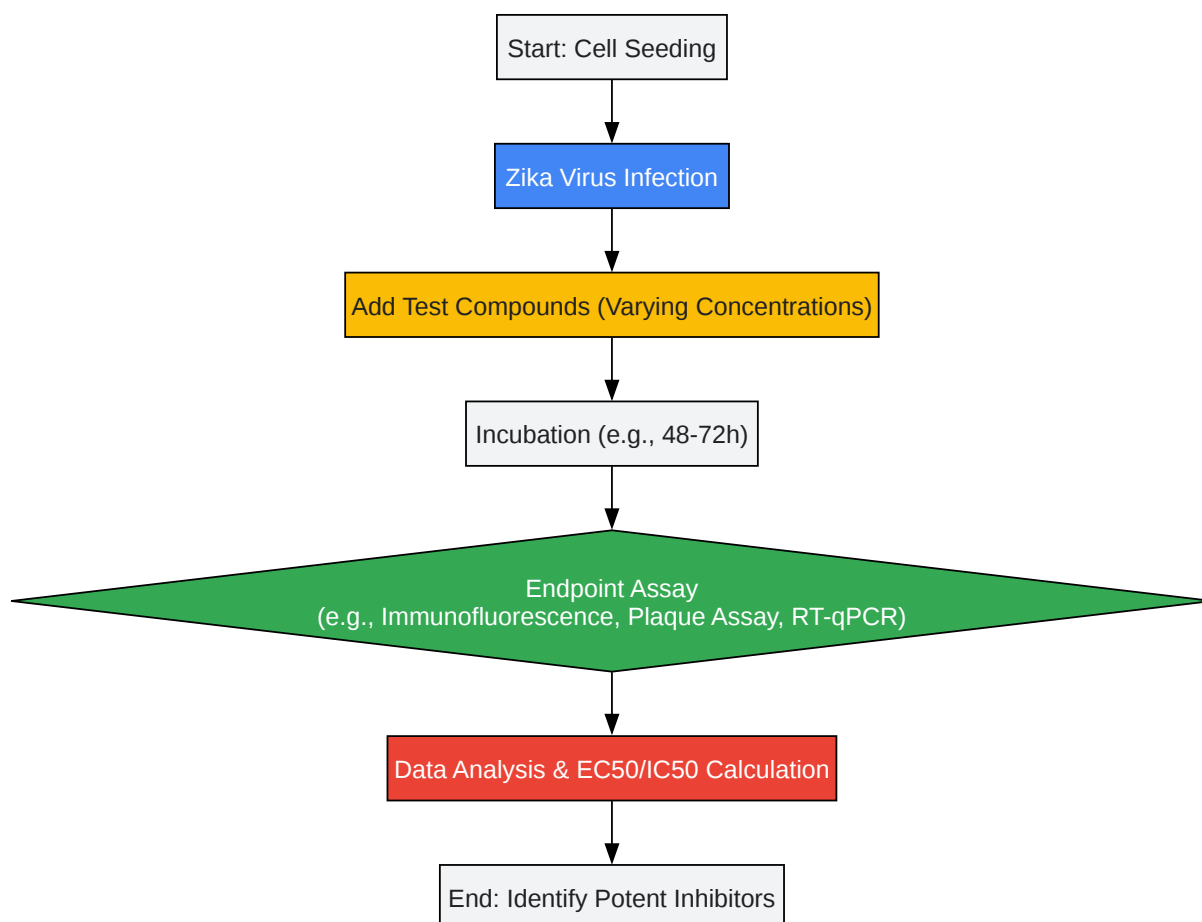 Start: Cell Seeding
Zika Virus Infection
Add Test Compounds (Varying Concentrations)
Incubation (e.g., 48-72h)
Endpoint Assay
(e.g., Immunofluorescence, Plaque Assay, RT-qPCR)
Data Analysis & EC50/IC50 Calculation
End: Identify Potent Inhibitors